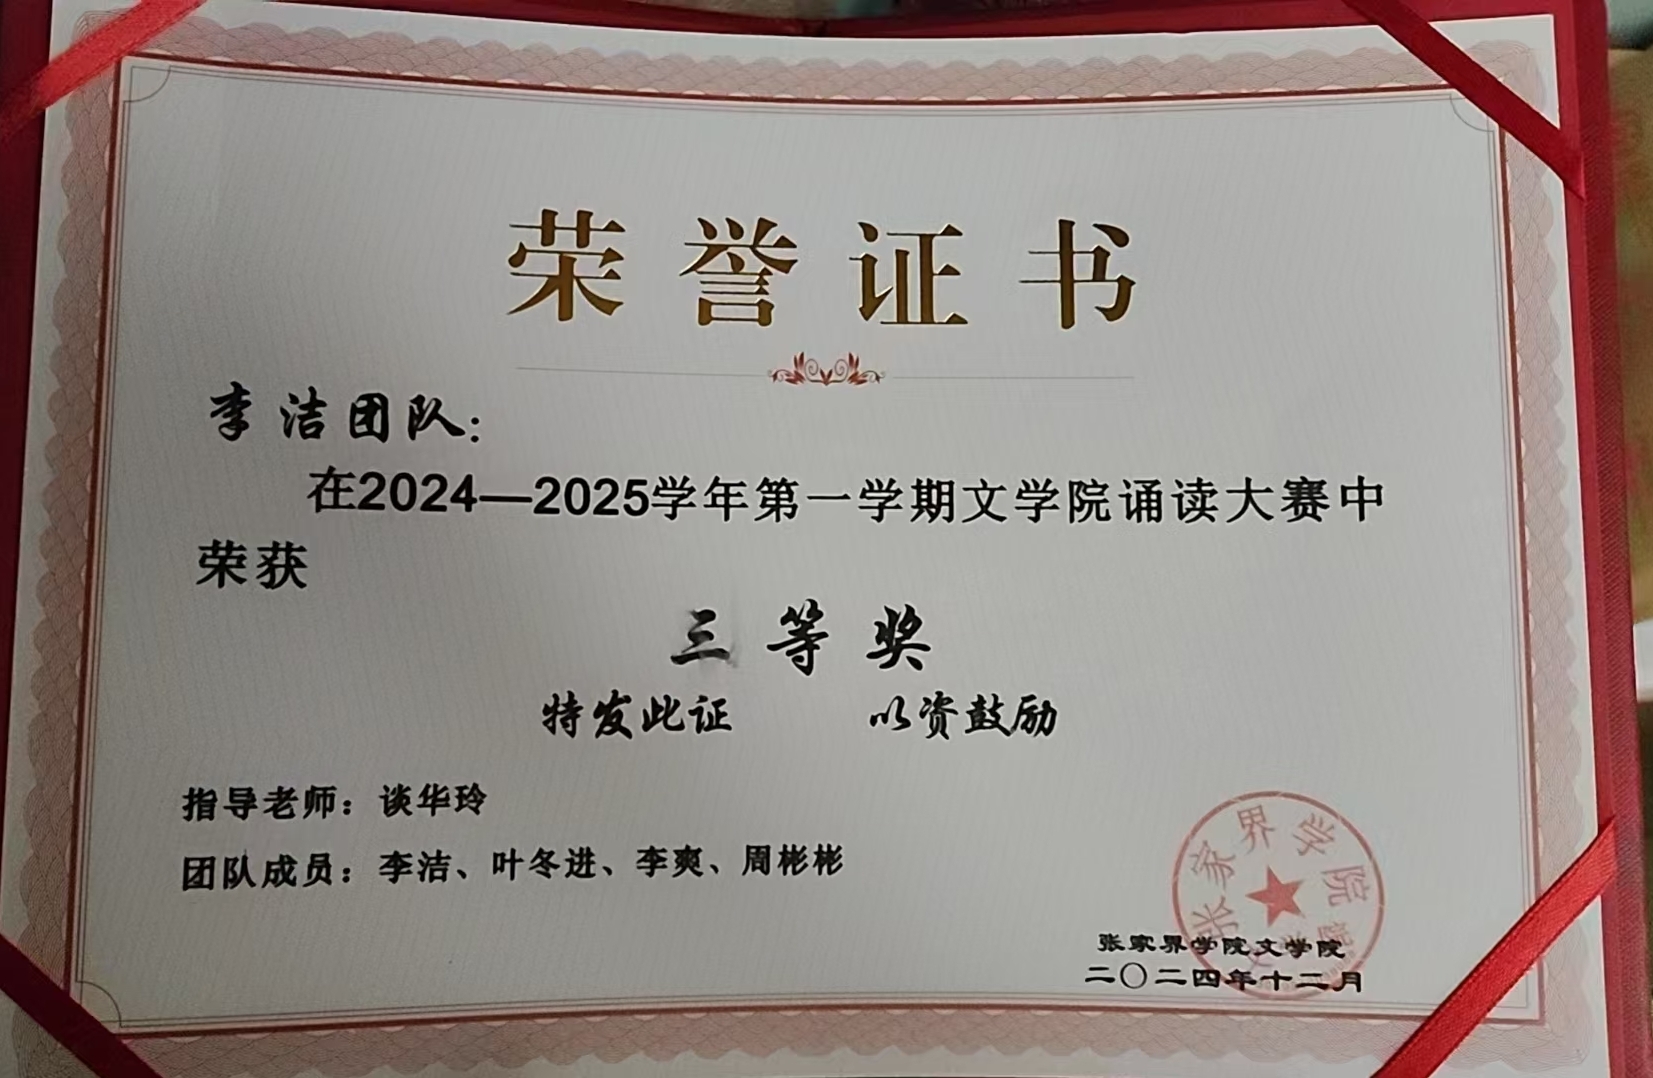 荣誉证书
李洁团队：
在2024—2025学年第一学期文学院诵读大赛中
荣获
三等奖
特发此证 以资鼓励
指导老师：谈华玲
团队成员：李洁、叶冬进、李爽、周彬彬
张家界学院
张家界学院文学院
二〇二四年十二月